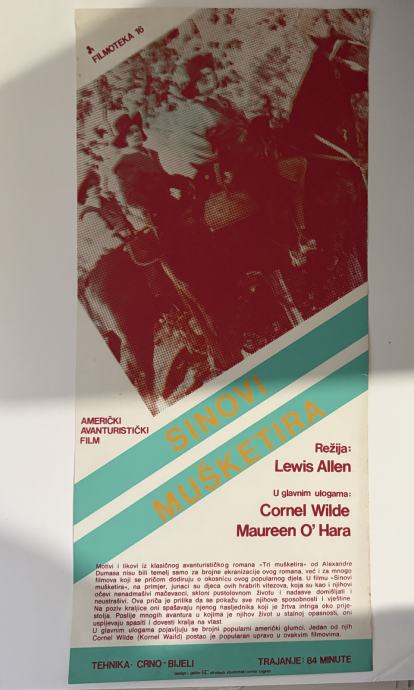 FILMOTEKA 16
SINOVI
MUŠKETIRA
AMERIČKI
AVANTURISTIČKI
FILM
Režija:
Lewis Allen
U glavnim ulogama:
Cornel Wilde
Maureen O' Hara
Motivi i likovi iz klasičnog avanturističkog romana »Tri mušketira« od Alexandre
Dumasa nisu bili temelj samo za brojne ekranizacije ovog romana, već i za mnogo
filmova koji se pričom dodiruju o okosnicu ovog popularnog djela. U filmu »Sinovi
mušketira«, na primjer, junaci su djeca ovih hrabrih vitezova, koja su kao i njihov
očevi nenadmašivi mačevaoci, skloni pustolovnom životu i nadasve domišljati i
neustrašivi. Ova priča je prilika da se pokažu sve njihove sposobnosti i vještine.
Na poziv kraljice oni spašavaju njenog nasljednika koji je žrtva intriga oko prije-
stolja. Poslije mnogih avantura u kojima je njihov život u stalnoj opasnosti, oni
uspijevaju spasiti i dovesti kralja na vlast.
U glavnim ulogama pojavljuju se brojni popularni američki glumci. Jedan od njih
Cornel Wilde (Kornel Vaild) postao je popularan upravo u ovakvim filmovima.
TEHNIKA: CRNO-BIJELI
TRAJANJE: 84 MINUTE